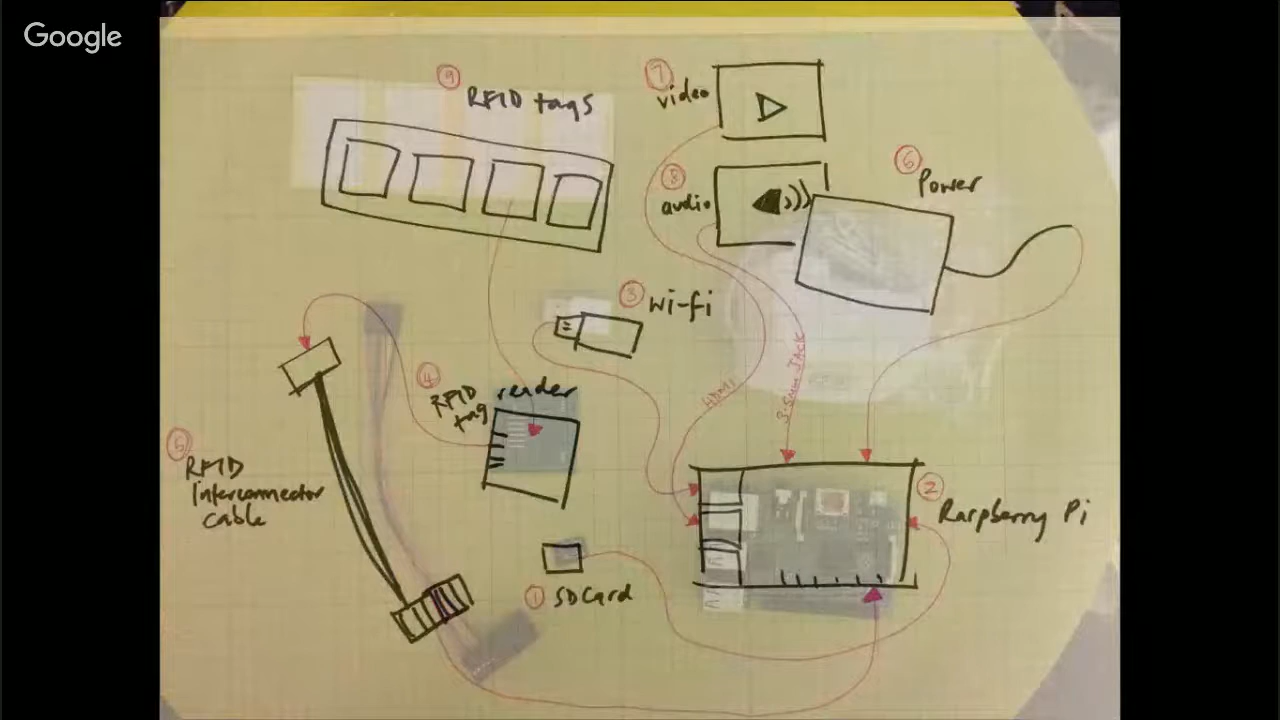 Google
9
RFID tags
7
video
8
audio
6
Power
3
wi-fi
HDMI
3.5mm JACK
4
RFID
tag
reader
5
RFID
interconnector
cable
2
Raspberry Pi
1
SD Card